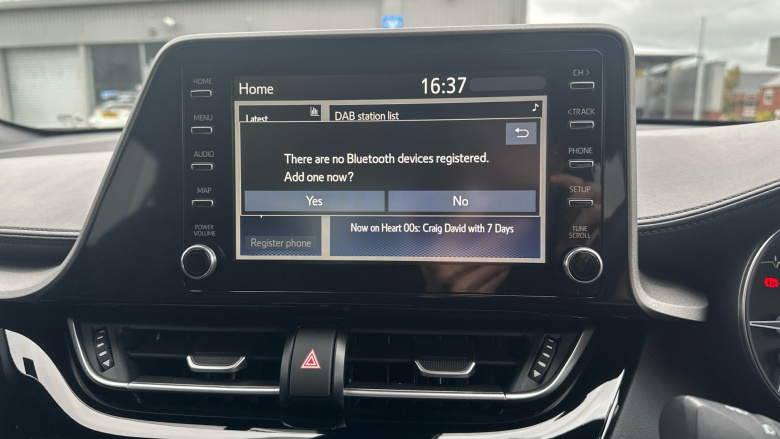 HOME
MENU
AUDIO
MAP
POWER
VOLUME
Home
16:37
Latest
DAB station list
There are no Bluetooth devices registered.
Add one now?
Yes
No
Register phone
Now on Heart 00s: Craig David with 7 Days
CH >
< TRACK
PHONE
SETUP
TUNE
SCROLL